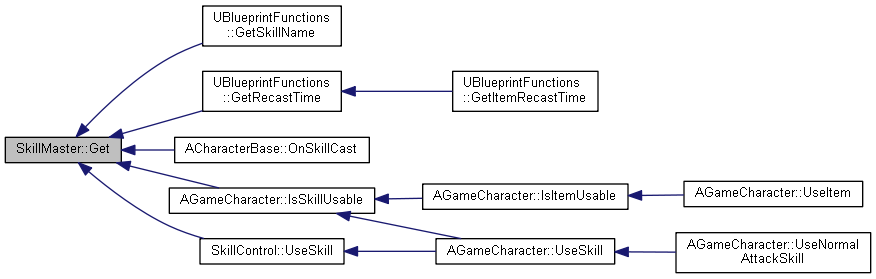 UBlueprintFunctions
::GetSkillName
UBlueprintFunctions
::GetRecastTime
UBlueprintFunctions
::GetItemRecastTime
SkillMaster::Get
ACharacterBase::OnSkillCast
AGameCharacter::IsSkillUsable
AGameCharacter::IsItemUsable
AGameCharacter::UseItem
SkillControl::UseSkill
AGameCharacter::UseSkill
AGameCharacter::UseNormal
AttackSkill